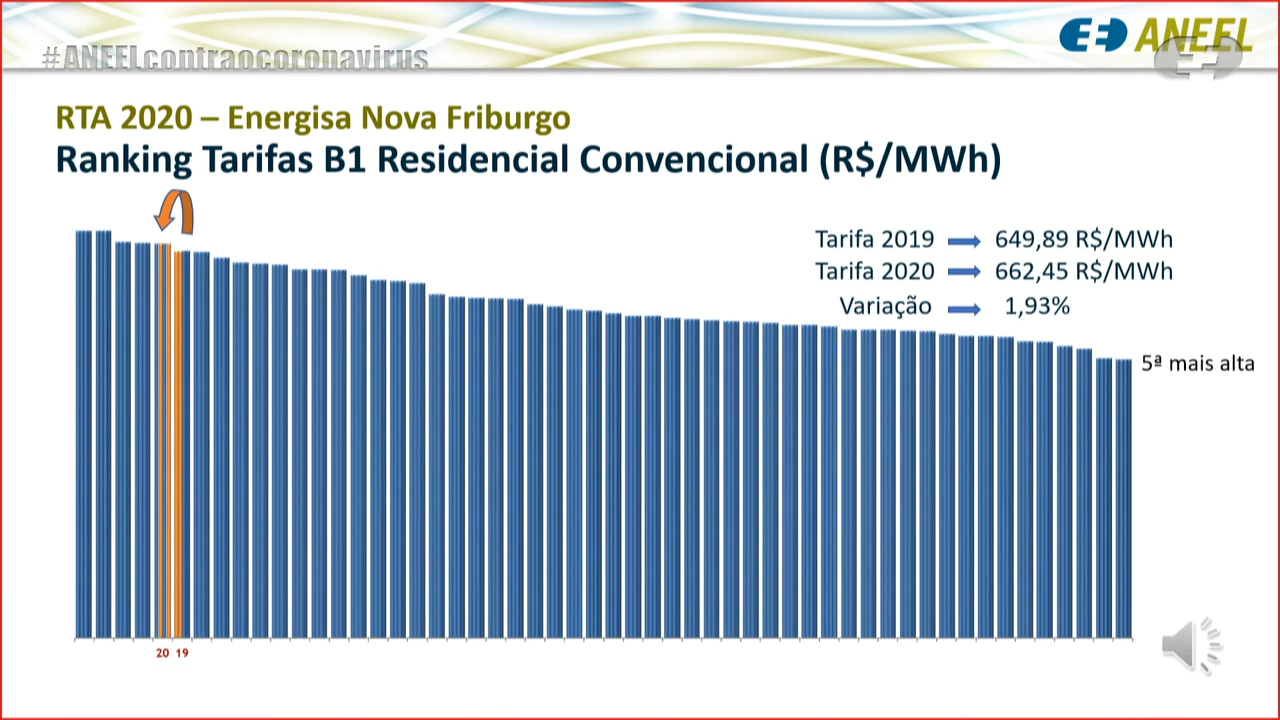 #ANEELcontraocoronavirus
ANEEL
RTA 2020 – Energisa Nova Friburgo
Ranking Tarifas B1 Residencial Convencional (R$/MWh)
Tarifa 2019 649,89 R$/MWh
Tarifa 2020 662,45 R$/MWh
Variação 1,93%
5ª mais alta
20 19